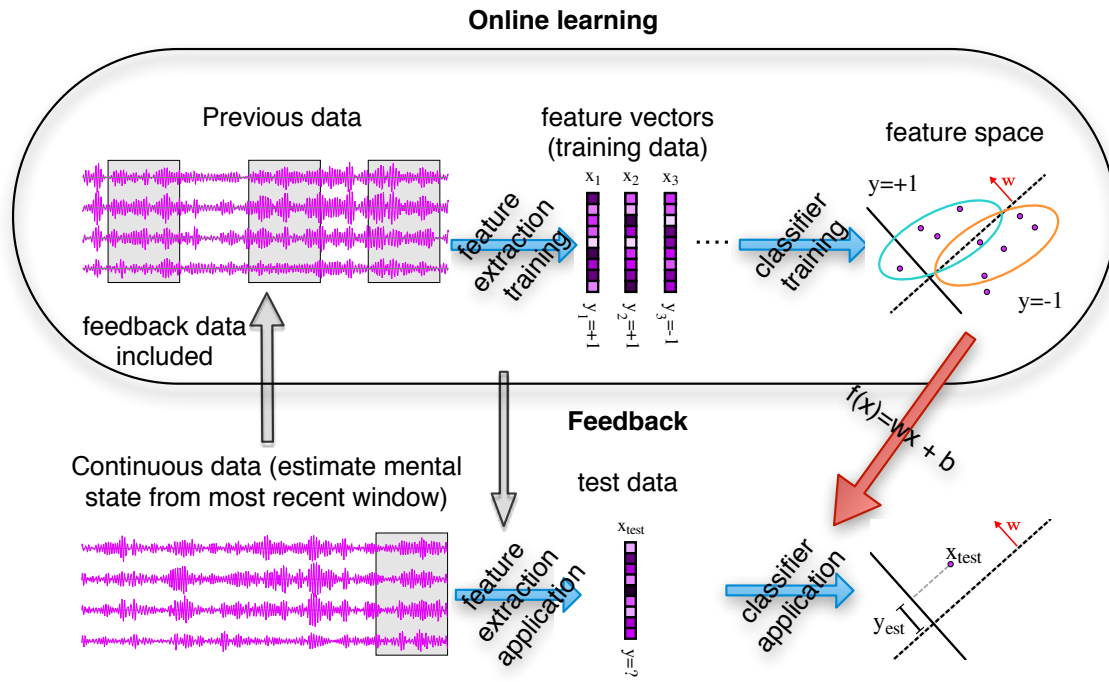 Online learning
Previous data
feature vectors
(training data)
feature space
x1
x2
x3
y1=+1
y2=+1
y3=-1
feature
extraction
training
....
classifier
training
y=+1
w
y=-1
feedback data
included
Feedback
f(x)=wx + b
Continuous data (estimate mental
state from most recent window)
test data
xtest
y=?
feature
extraction
application
classifier
application
w
xtest
yest